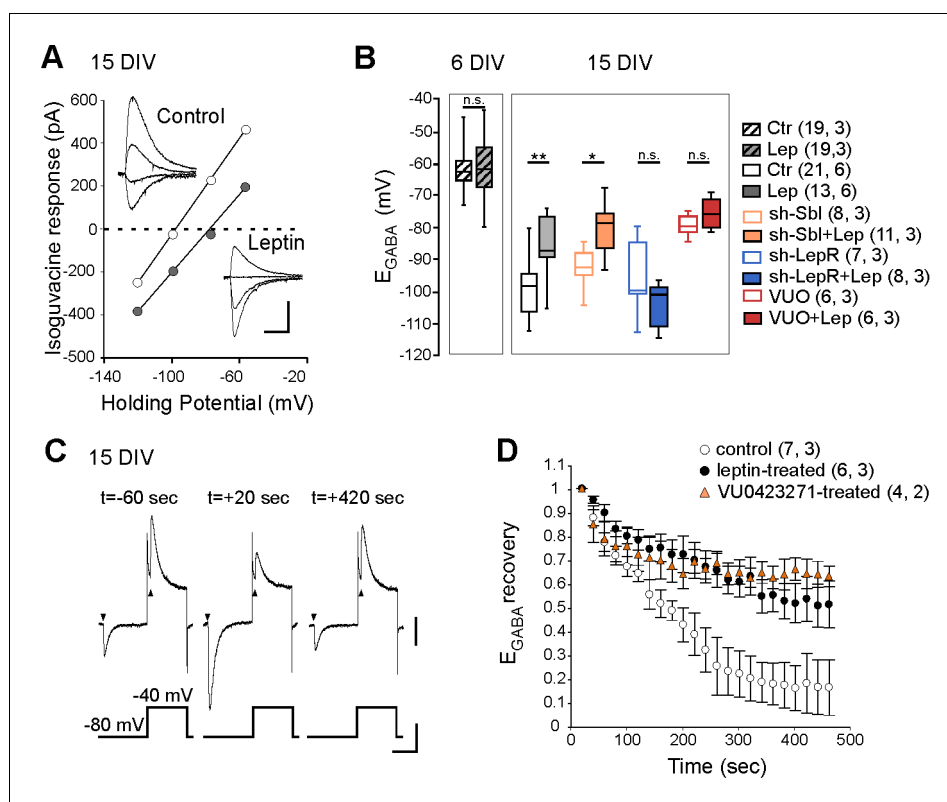 A
15 DIV
Isoguvacine response (pA)
600
400
200
0
-200
-400
-500
Control
Leptin
-140
-100
-60
-20
Holding Potential (mV)
B
6 DIV
15 DIV
E_GABA (mV)
-40
-50
-60
-70
-80
-90
-100
-110
-120
n.s.
**
*
n.s.
n.s.
Ctr (19, 3)
Lep (19,3)
Ctr (21, 6)
Lep (13, 6)
sh-Sbl (8, 3)
sh-Sbl+Lep (11, 3)
sh-LepR (7, 3)
sh-LepR+Lep (8, 3)
VUO (6, 3)
VUO+Lep (6, 3)
C
15 DIV
t=-60 sec
t=+20 sec
t=+420 sec
-40 mV
-80 mV
D
control (7, 3)
leptin-treated (6, 3)
VU0423271-treated (4, 2)
E_GABA recovery
1.1
1
0.9
0.8
0.7
0.6
0.5
0.4
0.3
0.2
0.1
0
0
100
200
300
400
500
Time (sec)